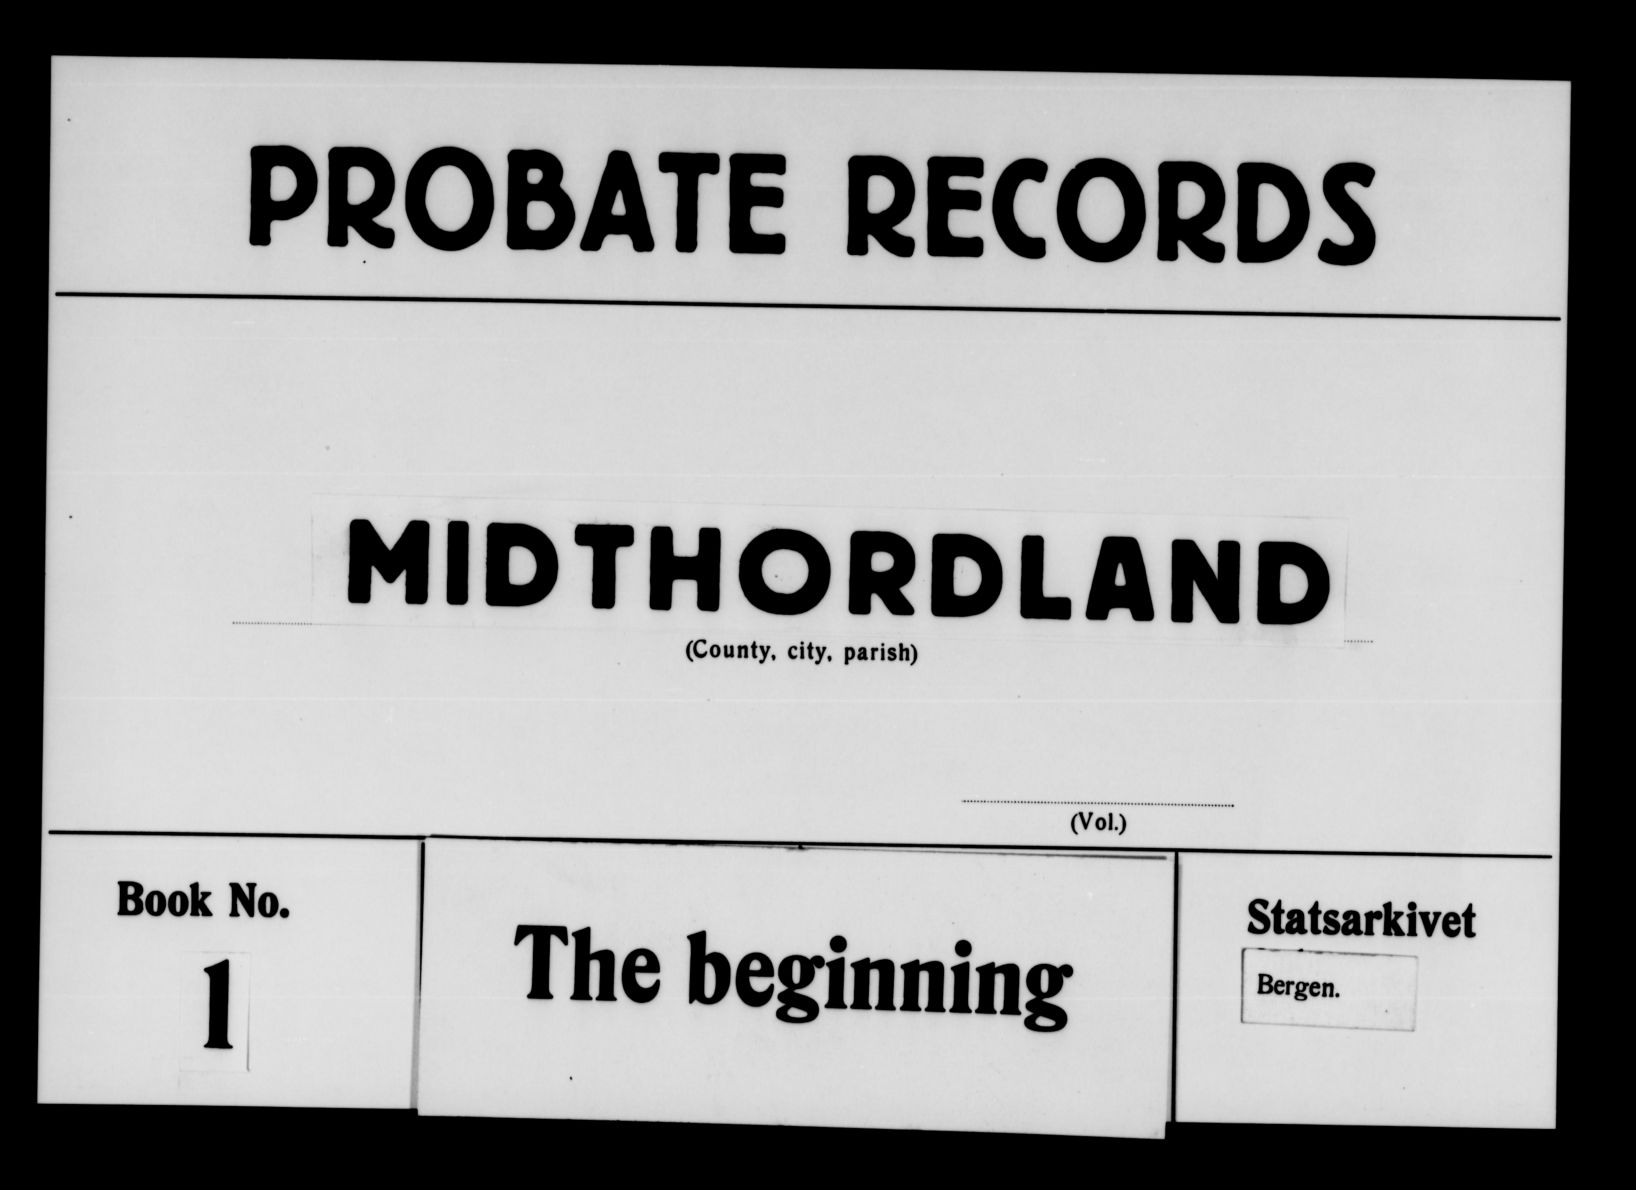 PROBATE RECORDS
MIDTHORDLAND
(County, city, parish)
(Vol.)
Book No.
1
The beginning
Statsarkivet
Bergen.